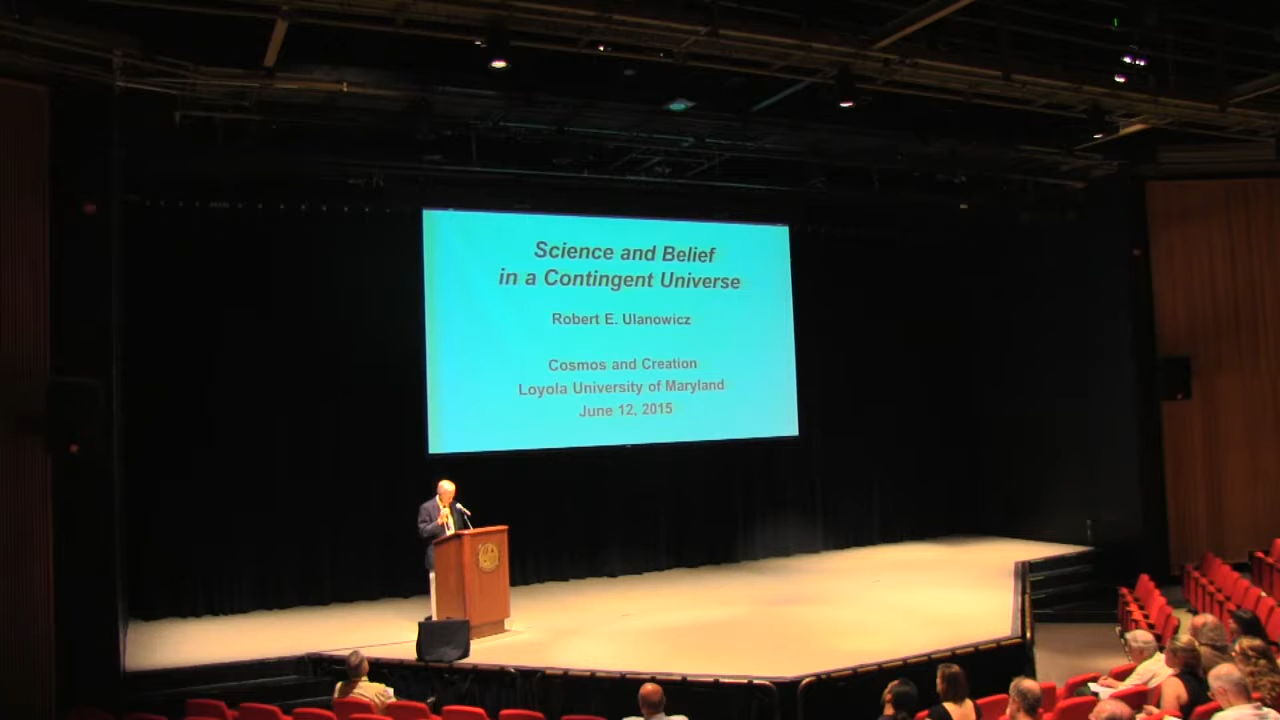 Science and Belief
in a Contingent Universe
Robert E. Ulanowicz
Cosmos and Creation
Loyola University of Maryland
June 12, 2015